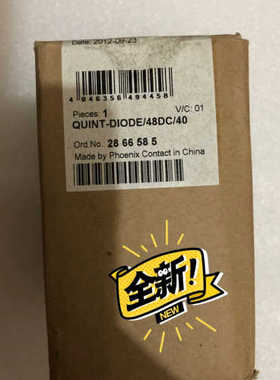 Date: 2012-09-23
4 046356 494458
Pieces: 1
V/C: 01
QUINT-DIODE/48DC/40
Ord.No. 28 66 58 5
Made by Phoenix Contact in China
全新!
NEW